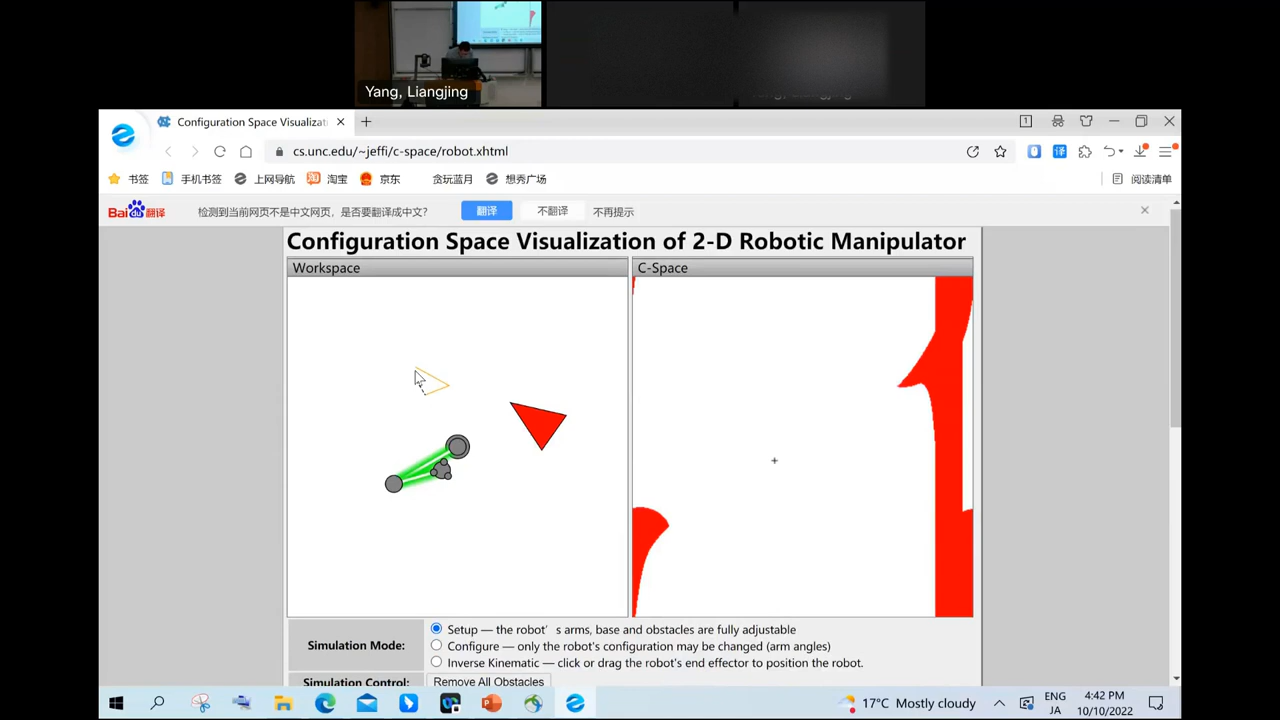 Yang, Liangjing
Configuration Space Visualizati
cs.unc.edu/~jeffi/c-space/robot.xhtml
1
译
书签
手机书签
上网导航
淘宝
京东
贪玩蓝月
想秀广场
阅读清单
Bai du 翻译
检测到当前网页不是中文网页，是否要翻译成中文?
翻译
不翻译
不再提示
Configuration Space Visualization of 2-D Robotic Manipulator
Workspace
C-Space
Simulation Mode:
Setup — the robot’s arms, base and obstacles are fully adjustable
Configure — only the robot's configuration may be changed (arm angles)
Inverse Kinematic — click or drag the robot's end effector to position the robot.
Simulation Control:
Remove All Obstacles
17°C Mostly cloudy
ENG
JA
4:42 PM
10/10/2022